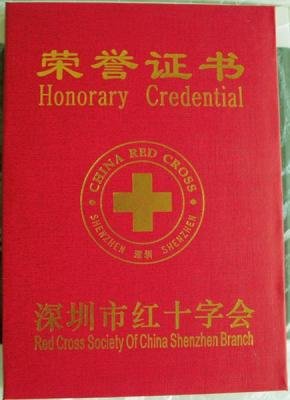 荣誉证书
Honorary Credential
CHINA RED CROSS
SHENZHEN 深圳 SHENZHEN
深圳市红十字会
Red Cross Society Of China Shenzhen Branch